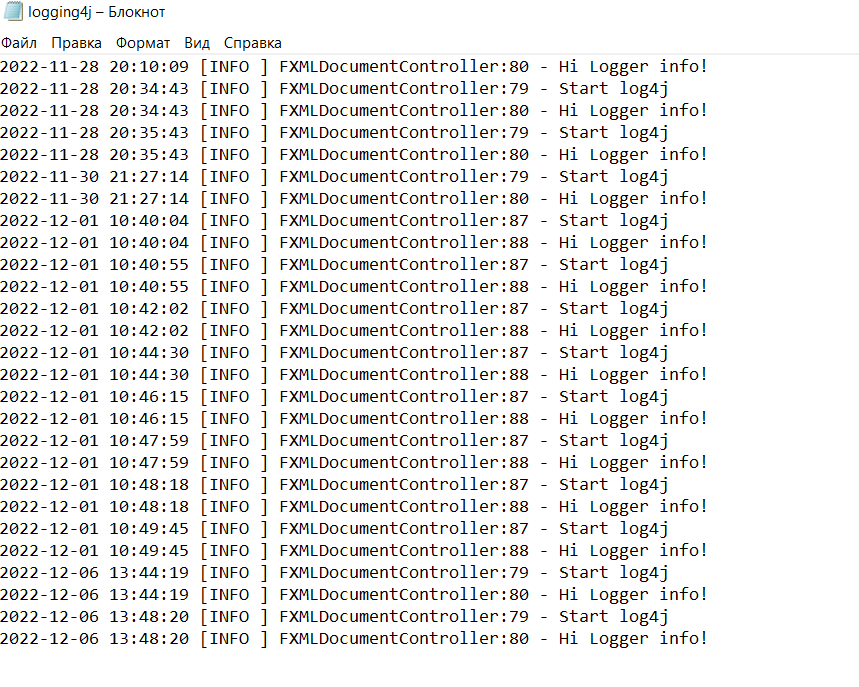 logging4j – Блокнот
Файл Правка Формат Вид Справка
2022-11-28 20:10:09 [INFO ] FXMLDocumentController:80 - Hi Logger info!
2022-11-28 20:34:43 [INFO ] FXMLDocumentController:79 - Start log4j
2022-11-28 20:34:43 [INFO ] FXMLDocumentController:80 - Hi Logger info!
2022-11-28 20:35:43 [INFO ] FXMLDocumentController:79 - Start log4j
2022-11-28 20:35:43 [INFO ] FXMLDocumentController:80 - Hi Logger info!
2022-11-30 21:27:14 [INFO ] FXMLDocumentController:79 - Start log4j
2022-11-30 21:27:14 [INFO ] FXMLDocumentController:80 - Hi Logger info!
2022-12-01 10:40:04 [INFO ] FXMLDocumentController:87 - Start log4j
2022-12-01 10:40:04 [INFO ] FXMLDocumentController:88 - Hi Logger info!
2022-12-01 10:40:55 [INFO ] FXMLDocumentController:87 - Start log4j
2022-12-01 10:40:55 [INFO ] FXMLDocumentController:88 - Hi Logger info!
2022-12-01 10:42:02 [INFO ] FXMLDocumentController:87 - Start log4j
2022-12-01 10:42:02 [INFO ] FXMLDocumentController:88 - Hi Logger info!
2022-12-01 10:44:30 [INFO ] FXMLDocumentController:87 - Start log4j
2022-12-01 10:44:30 [INFO ] FXMLDocumentController:88 - Hi Logger info!
2022-12-01 10:46:15 [INFO ] FXMLDocumentController:87 - Start log4j
2022-12-01 10:46:15 [INFO ] FXMLDocumentController:88 - Hi Logger info!
2022-12-01 10:47:59 [INFO ] FXMLDocumentController:87 - Start log4j
2022-12-01 10:47:59 [INFO ] FXMLDocumentController:88 - Hi Logger info!
2022-12-01 10:48:18 [INFO ] FXMLDocumentController:87 - Start log4j
2022-12-01 10:48:18 [INFO ] FXMLDocumentController:88 - Hi Logger info!
2022-12-01 10:49:45 [INFO ] FXMLDocumentController:87 - Start log4j
2022-12-01 10:49:45 [INFO ] FXMLDocumentController:88 - Hi Logger info!
2022-12-06 13:44:19 [INFO ] FXMLDocumentController:79 - Start log4j
2022-12-06 13:44:19 [INFO ] FXMLDocumentController:80 - Hi Logger info!
2022-12-06 13:48:20 [INFO ] FXMLDocumentController:79 - Start log4j
2022-12-06 13:48:20 [INFO ] FXMLDocumentController:80 - Hi Logger info!